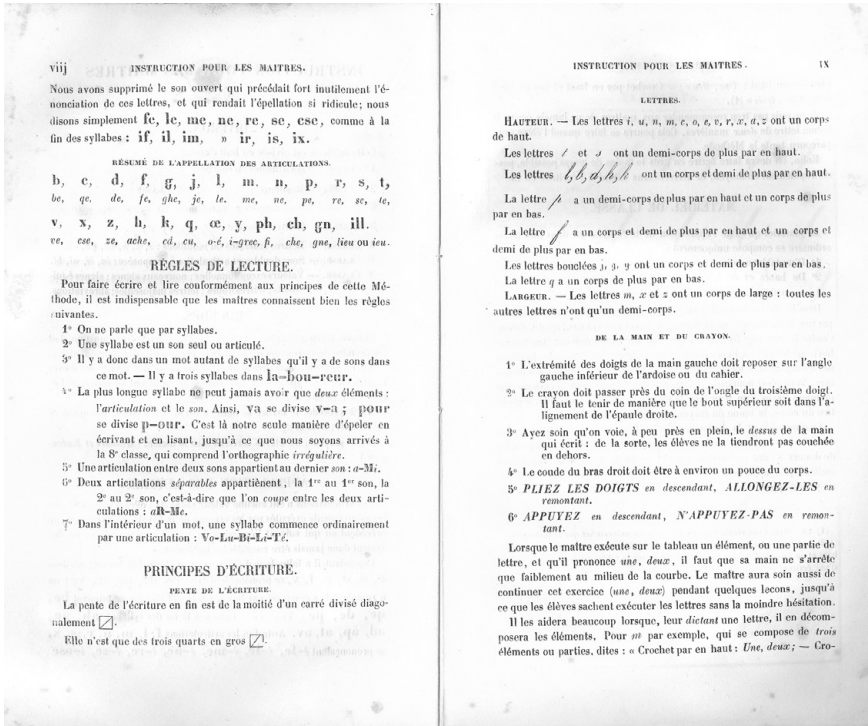 viij INSTRUCTION POUR LES MAITRES.
Nous avons supprimé le son ouvert qui précédait fort inutilement l'é-
nonciation de ces lettres, et qui rendait l'épellation si ridicule; nous
disons simplement fe, le, me, ne, re, se, cse, comme à la
fin des syllabes : if, il, im, » ir, is, ix.
RÉSUMÉ DE L'APPELLATION DES ARTICULATIONS.
b, c, d, f, g, j, l, m. n, p, r, s, t,
be, qe. de, fe, ghe, je, le. me, ne, pe, re, se, te,
v, x, z, h, k, q, œ, y, ph, ch, gn, ill.
ve, cse, ze, ache, cd, cu, o-é, i-grec, fi, che, gne, lieu ou ieu.
RÈGLES DE LECTURE.
Pour faire écrire et lire conformément aux principes de cette Mé-
thode, il est indispensable que les maîtres connaissent bien les règles
suivantes.
1° On ne parle que par syllabes.
2° Une syllabe est un son seul ou articulé.
3° Il y a donc dans un mot autant de syllabes qu'il y a de sons dans
ce mot. — Il y a trois syllabes dans la-bou-reur.
4° La plus longue syllabe ne peut jamais avoir que deux éléments :
l'articulation et le son. Ainsi, va se divise v-a ; pour
se divise p-our. C'est là notre seule manière d'épeler en
écrivant et en lisant, jusqu'à ce que nous soyons arrivés à
la 8e classe, qui comprend l'orthographie irrégulière.
5° Une articulation entre deux sons appartient au dernier son : a-Mi.
6° Deux articulations séparables appartiènent, la 1re au 1er son, la
2e au 2e son, c'est-à-dire que l'on coupe entre les deux arti-
culations : aR-Me.
7° Dans l'intérieur d'un mot, une syllabe commence ordinairement
par une articulation : Vo-Lu-Bi-Li-Té.
PRINCIPES D'ÉCRITURE.
PENTE DE L'ÉCRITURE.
La pente de l'écriture en fin est de la moitié d'un carré divisé diago-
nalement .
Elle n'est que des trois quarts en gros .
INSTRUCTION POUR LES MAITRES. IX
LETTRES.
HAUTEUR. — Les lettres i, u, n, m, c, o, e, v, r, x, a, z ont un corps
de haut.
Les lettres t et s ont un demi-corps de plus par en haut.
Les lettres l, b, d, h, k ont un corps et demi de plus par en haut.
La lettre p a un demi-corps de plus par en haut et un corps de plus
par en bas.
La lettre f a un corps et demi de plus par en haut et un corps et
demi de plus par en bas.
Les lettres bouclées j, g, y ont un corps et demi de plus par en bas.
La lettre q a un corps de plus par en bas.
LARGEUR. — Les lettres m, x et z ont un corps de large : toutes les
autres lettres n'ont qu'un demi-corps.
DE LA MAIN ET DU CRAYON.
1° L'extrémité des doigts de la main gauche doit reposer sur l'angle
gauche inférieur de l'ardoise ou du cahier.
2° Le crayon doit passer près du coin de l'ongle du troisième doigt.
Il faut le tenir de manière que le bout supérieur soit dans l'a-
lignement de l'épaule droite.
3° Ayez soin qu'on voie, à peu près en plein, le dessus de la main
qui écrit : de la sorte, les élèves ne la tiendront pas couchée
en dehors.
4° Le coude du bras droit doit être à environ un pouce du corps.
5° PLIEZ LES DOIGTS en descendant, ALLONGEZ-LES en
remontant.
6° APPUYEZ en descendant, N'APPUYEZ-PAS en remon-
tant.
Lorsque le maître exécute sur le tableau un élément, ou une partie de
lettre, et qu'il prononce une, deux, il faut que sa main ne s'arrête
que faiblement au milieu de la courbe. Le maître aura soin aussi de
continuer cet exercice (une, deux) pendant quelques lecons, jusqu'à
ce que les élèves sachent exécuter les lettres sans la moindre hésitation.
Il les aidera beaucoup lorsque, leur dictant une lettre, il en décom-
posera les éléments, Pour m par exemple, qui se compose de trois
éléments ou parties, dites : « Crochet par en haut : Une, deux; — Cro-